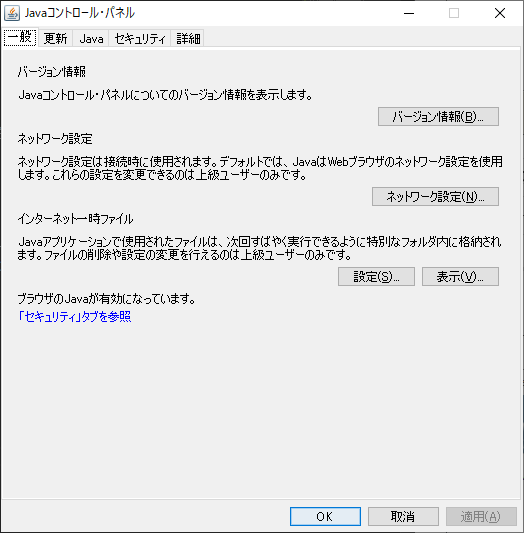 Javaコントロール・パネル
一般 更新 Java セキュリティ 詳細
バージョン情報
Javaコントロール・パネルについてのバージョン情報を表示します。
バージョン情報(B)...
ネットワーク設定
ネットワーク設定は接続時に使用されます。デフォルトでは、JavaはWebブラウザのネットワーク設定を使用
します。これらの設定を変更できるのは上級ユーザーのみです。
ネットワーク設定(N)...
インターネット一時ファイル
Javaアプリケーションで使用されたファイルは、次回すばやく実行できるように特別なフォルダ内に格納されま
す。ファイルの削除や設定の変更を行えるのは上級ユーザーのみです。
設定(S)... 表示(V)...
ブラウザのJavaが有効になっています。
「セキュリティ」タブを参照
OK 取消 適用(A)